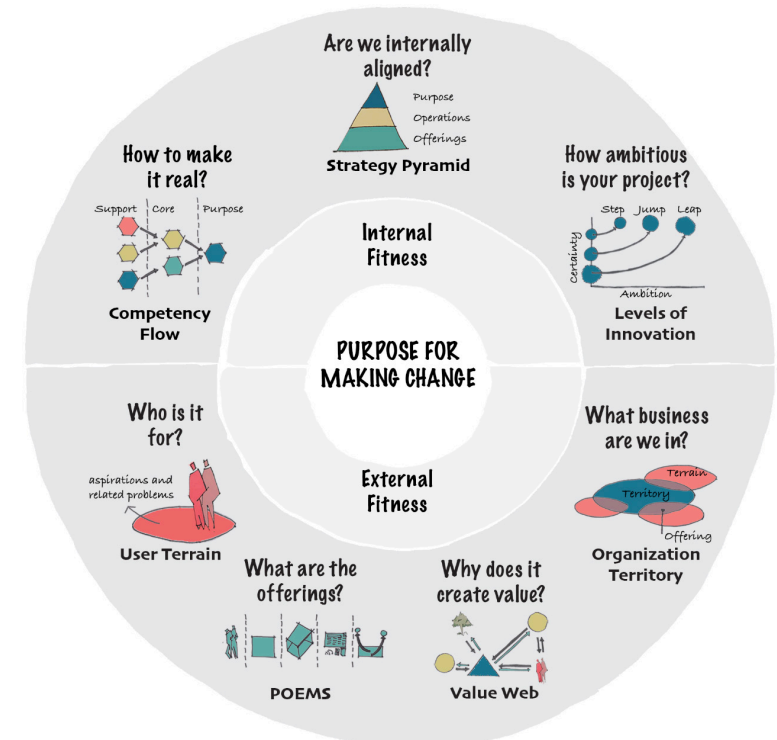 Are we internally
aligned?
Purpose
Operations
Offerings
Strategy Pyramid
How to make
it real?
Support
Core
Purpose
Competency
Flow
How ambitious
is your project?
Step
Jump
Leap
Certainty
Ambition
Levels of
Innovation
Internal
Fitness
PURPOSE FOR
MAKING CHANGE
External
Fitness
Who is it
for?
aspirations and
related problems
User Terrain
What are the
offerings?
POEMS
Why does it
create value?
Value Web
What business
are we in?
Terrain
Territory
Offering
Organization
Territory